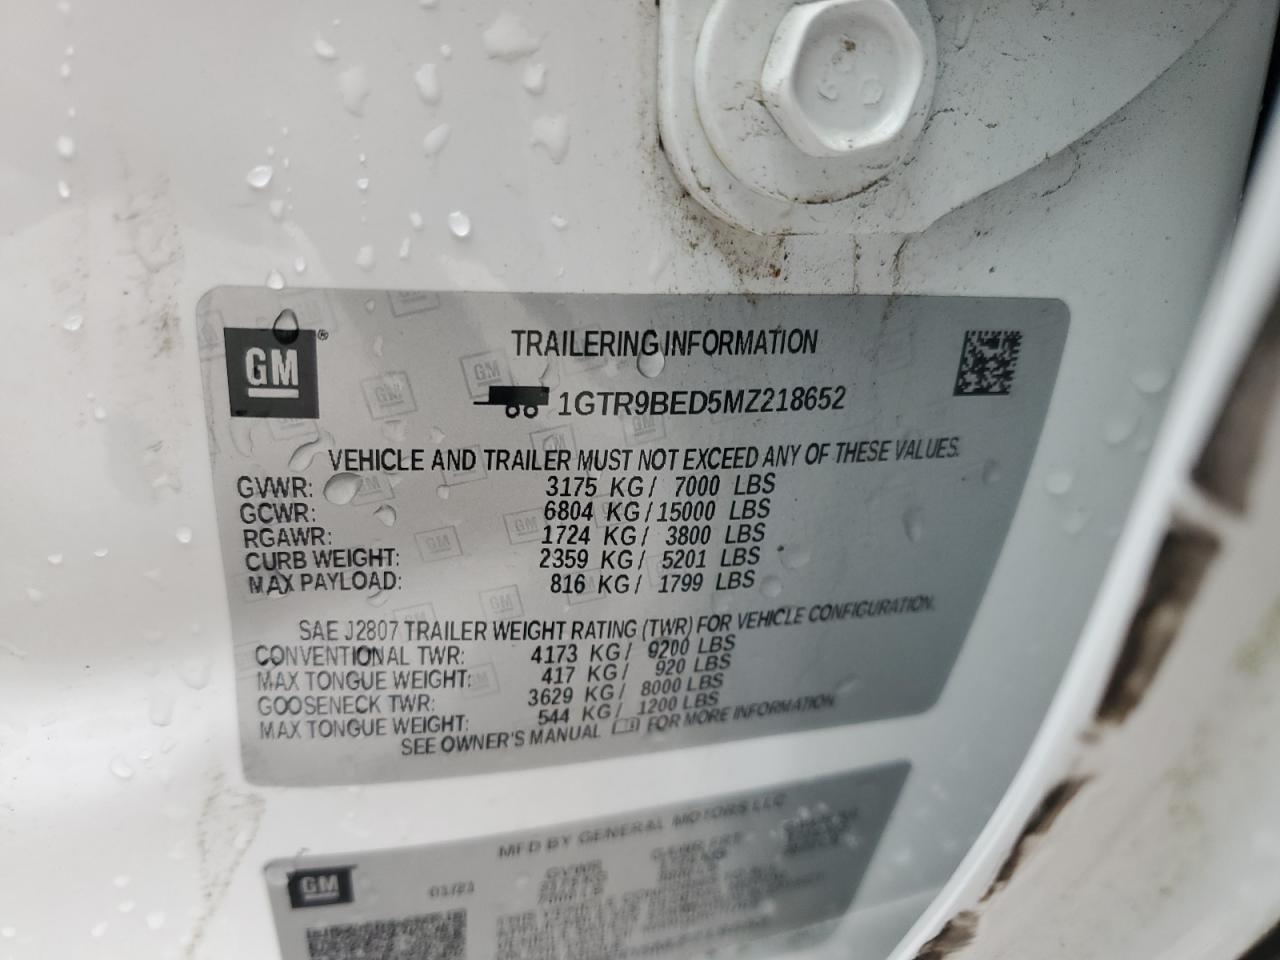 GM®
TRAILERING INFORMATION
1GTR9BED5MZ218652
VEHICLE AND TRAILER MUST NOT EXCEED ANY OF THESE VALUES.
GVWR: 3175 KG/ 7000 LBS
GCWR: 6804 KG/15000 LBS
RGAWR: 1724 KG/ 3800 LBS
CURB WEIGHT: 2359 KG/ 5201 LBS
MAX PAYLOAD: 816 KG/ 1799 LBS
SAE J2807 TRAILER WEIGHT RATING (TWR) FOR VEHICLE CONFIGURATION.
CONVENTIONAL TWR: 4173 KG/ 9200 LBS
MAX TONGUE WEIGHT: 417 KG/ 920 LBS
GOOSENECK TWR: 3629 KG/ 8000 LBS
MAX TONGUE WEIGHT: 544 KG/ 1200 LBS
SEE OWNER'S MANUAL FOR MORE INFORMATION
MFD BY GENERAL MOTORS LLC
GM
01/21
GVWR